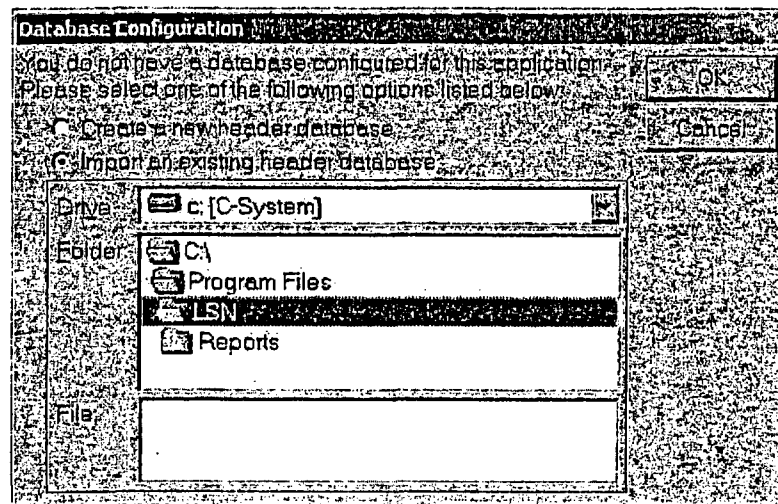 Database Configuration
You do not have a database configured for this application.
Please select one of the following options listed below:
OK
Cancel
Create a new header database
Import an existing header database
Drive
c: [C-System]
Folder
C:\
Program Files
LSN
Reports
File